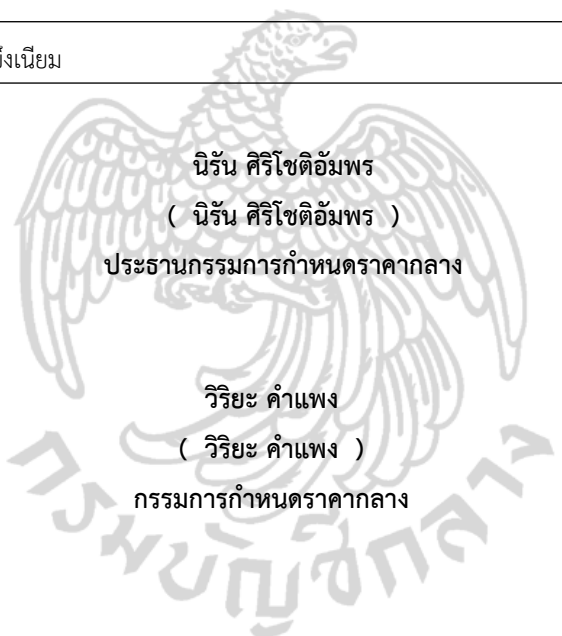 นิรัน ศิริโชติอัมพร
( นิรัน ศิริโชติอัมพร )
ประธานกรรมการกำหนดราคากลาง
วิริยะ คำแพง
( วิริยะ คำแพง )
กรรมการกำหนดราคากลาง
กรมบัญชีกลาง